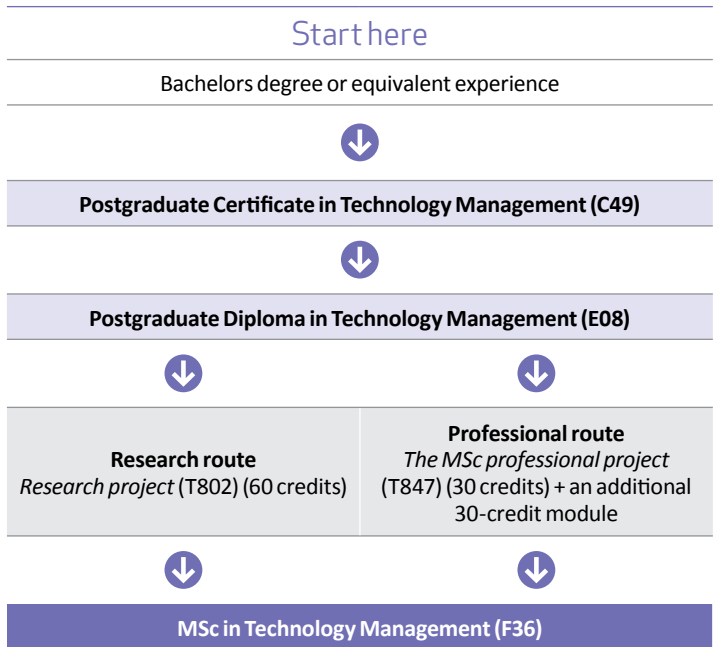 Start here
Bachelors degree or equivalent experience
Postgraduate Certificate in Technology Management (C49)
Postgraduate Diploma in Technology Management (E08)
Research route
Research project (T802) (60 credits)
Professional route
The MSc professional project
(T847) (30 credits) + an additional
30-credit module
MSc in Technology Management (F36)